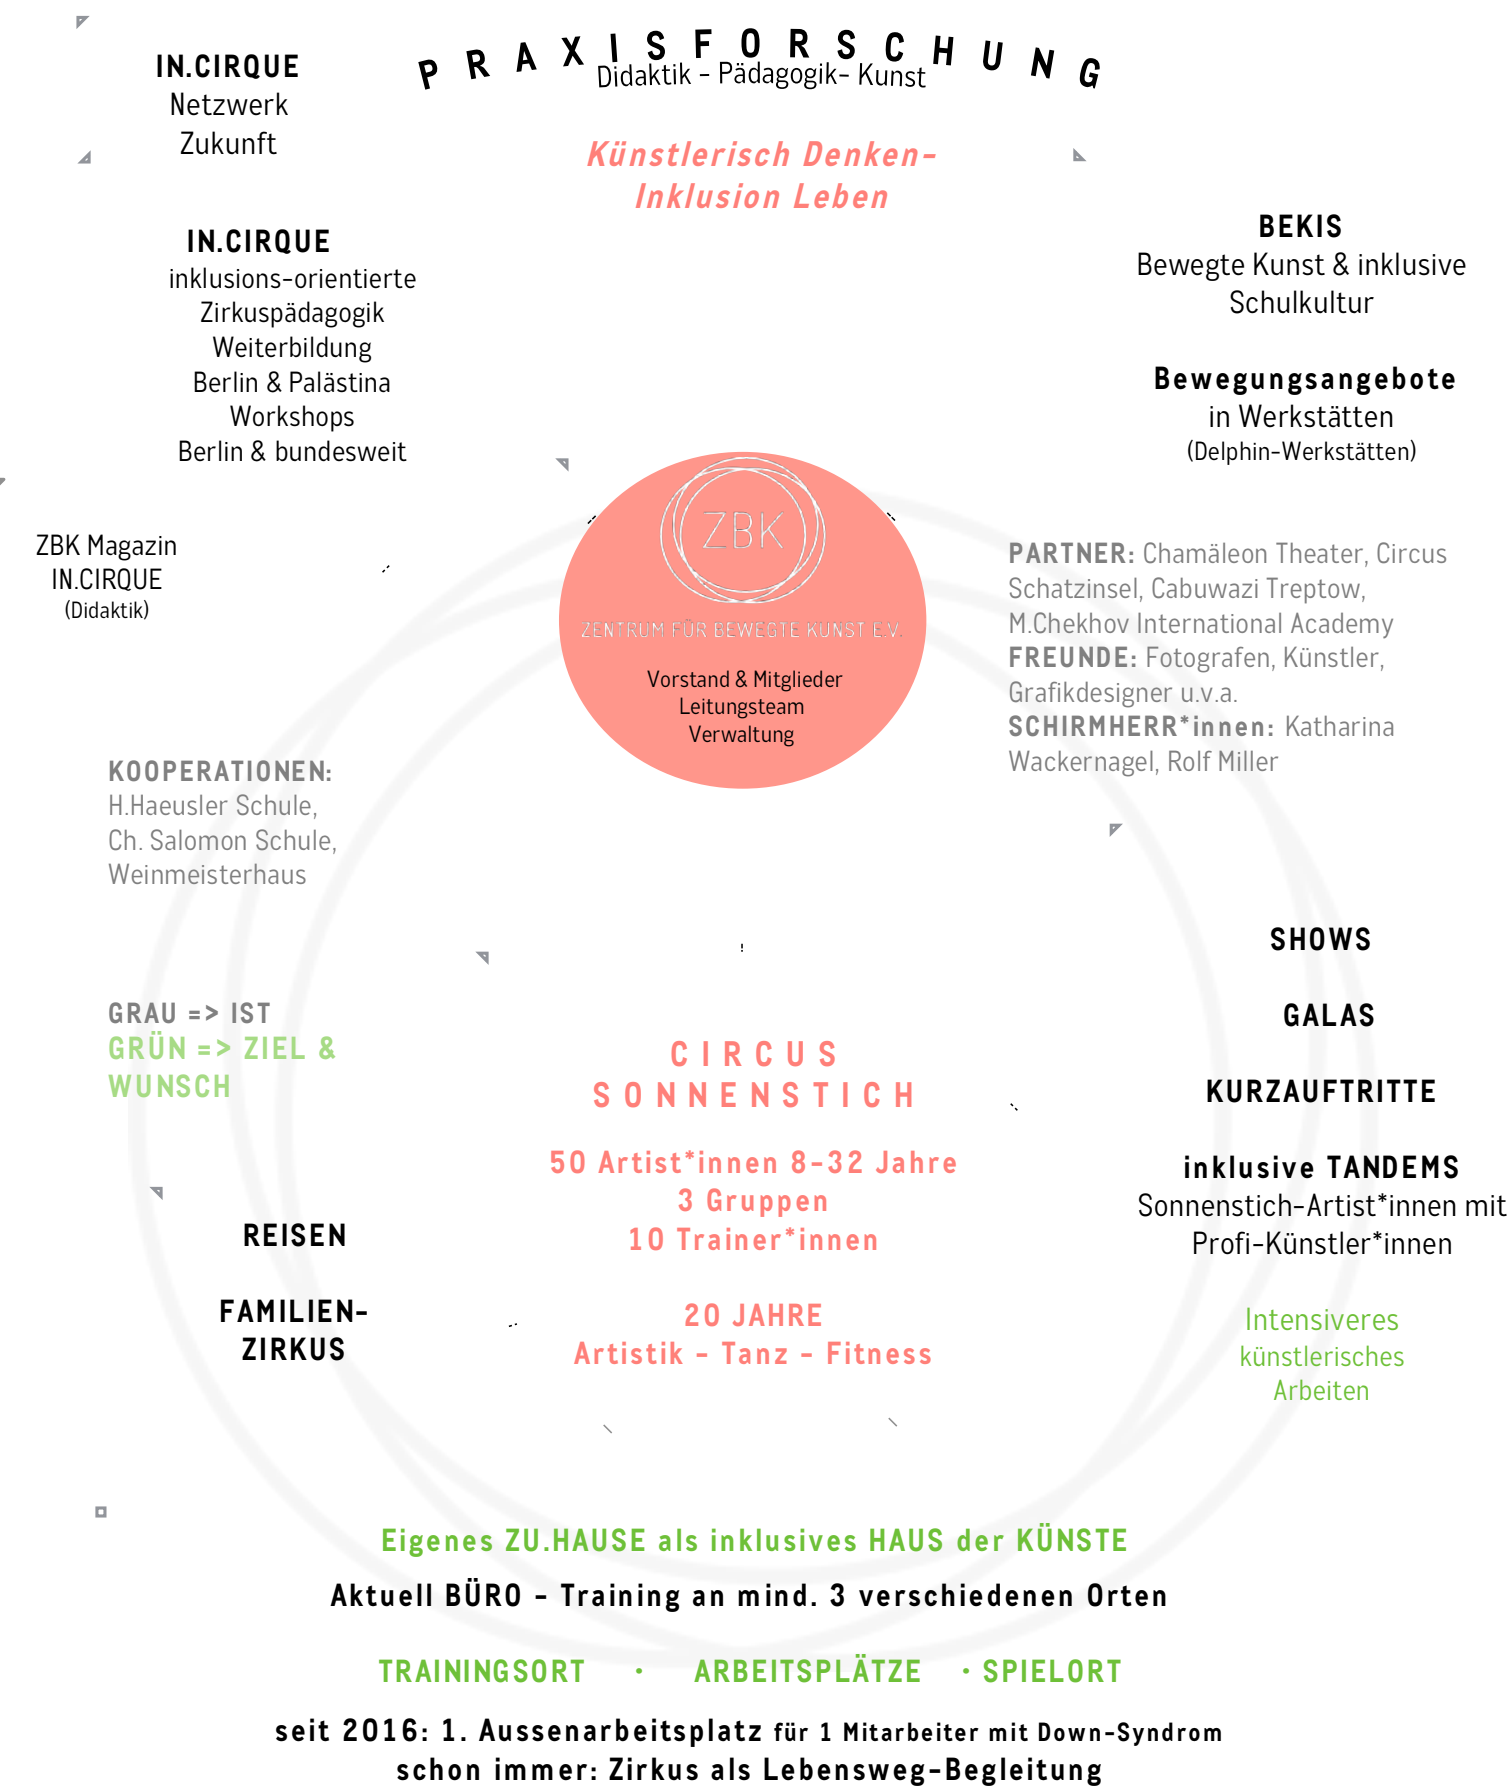 PRAXISFORSCHUNG
Didaktik - Pädagogik- Kunst
Künstlerisch Denken-
Inklusion Leben
IN.CIRQUE
Netzwerk
Zukunft
IN.CIRQUE
inklusions-orientierte
Zirkuspädagogik
Weiterbildung
Berlin & Palästina
Workshops
Berlin & bundesweit
BEKIS
Bewegte Kunst & inklusive
Schulkultur
Bewegungsangebote
in Werkstätten
(Delphin-Werkstätten)
ZBK Magazin
IN.CIRQUE
(Didaktik)
ZBK
ZENTRUM FÜR BEWEGTE KUNST E.V.
Vorstand & Mitglieder
Leitungsteam
Verwaltung
PARTNER: Chamäleon Theater, Circus
Schatzinsel, Cabuwazi Treptow,
M.Chekhov International Academy
FREUNDE: Fotografen, Künstler,
Grafikdesigner u.v.a.
SCHIRMHERR*innen: Katharina
Wackernagel, Rolf Miller
KOOPERATIONEN:
H.Haeusler Schule,
Ch. Salomon Schule,
Weinmeisterhaus
GRAU => IST
GRÜN => ZIEL &
WUNSCH
CIRCUS
SONNENSTICH
50 Artist*innen 8-32 Jahre
3 Gruppen
10 Trainer*innen
20 JAHRE
Artistik - Tanz - Fitness
SHOWS
GALAS
KURZAUFTRITTE
inklusive TANDEMS
Sonnenstich-Artist*innen mit
Profi-Künstler*innen
Intensiveres
künstlerisches
Arbeiten
REISEN
FAMILIEN-
ZIRKUS
Eigenes ZU.HAUSE als inklusives HAUS der KÜNSTE
Aktuell BÜRO - Training an mind. 3 verschiedenen Orten
TRAININGSORT • ARBEITSPLÄTZE • SPIELORT
seit 2016: 1. Aussenarbeitsplatz für 1 Mitarbeiter mit Down-Syndrom
schon immer: Zirkus als Lebensweg-Begleitung